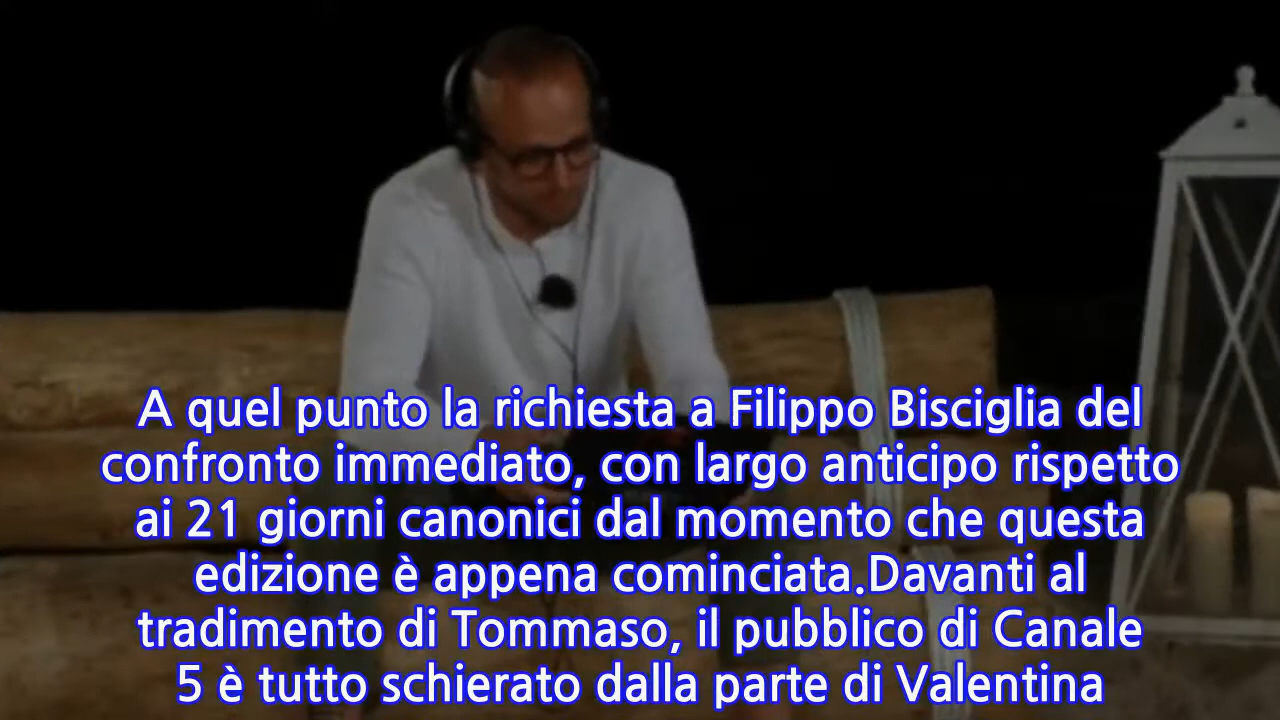 A quel punto la richiesta a Filippo Bisciglia del
confronto immediato, con largo anticipo rispetto
ai 21 giorni canonici dal momento che questa
edizione è appena cominciata.Davanti al
tradimento di Tommaso, il pubblico di Canale
5 è tutto schierato dalla parte di Valentina